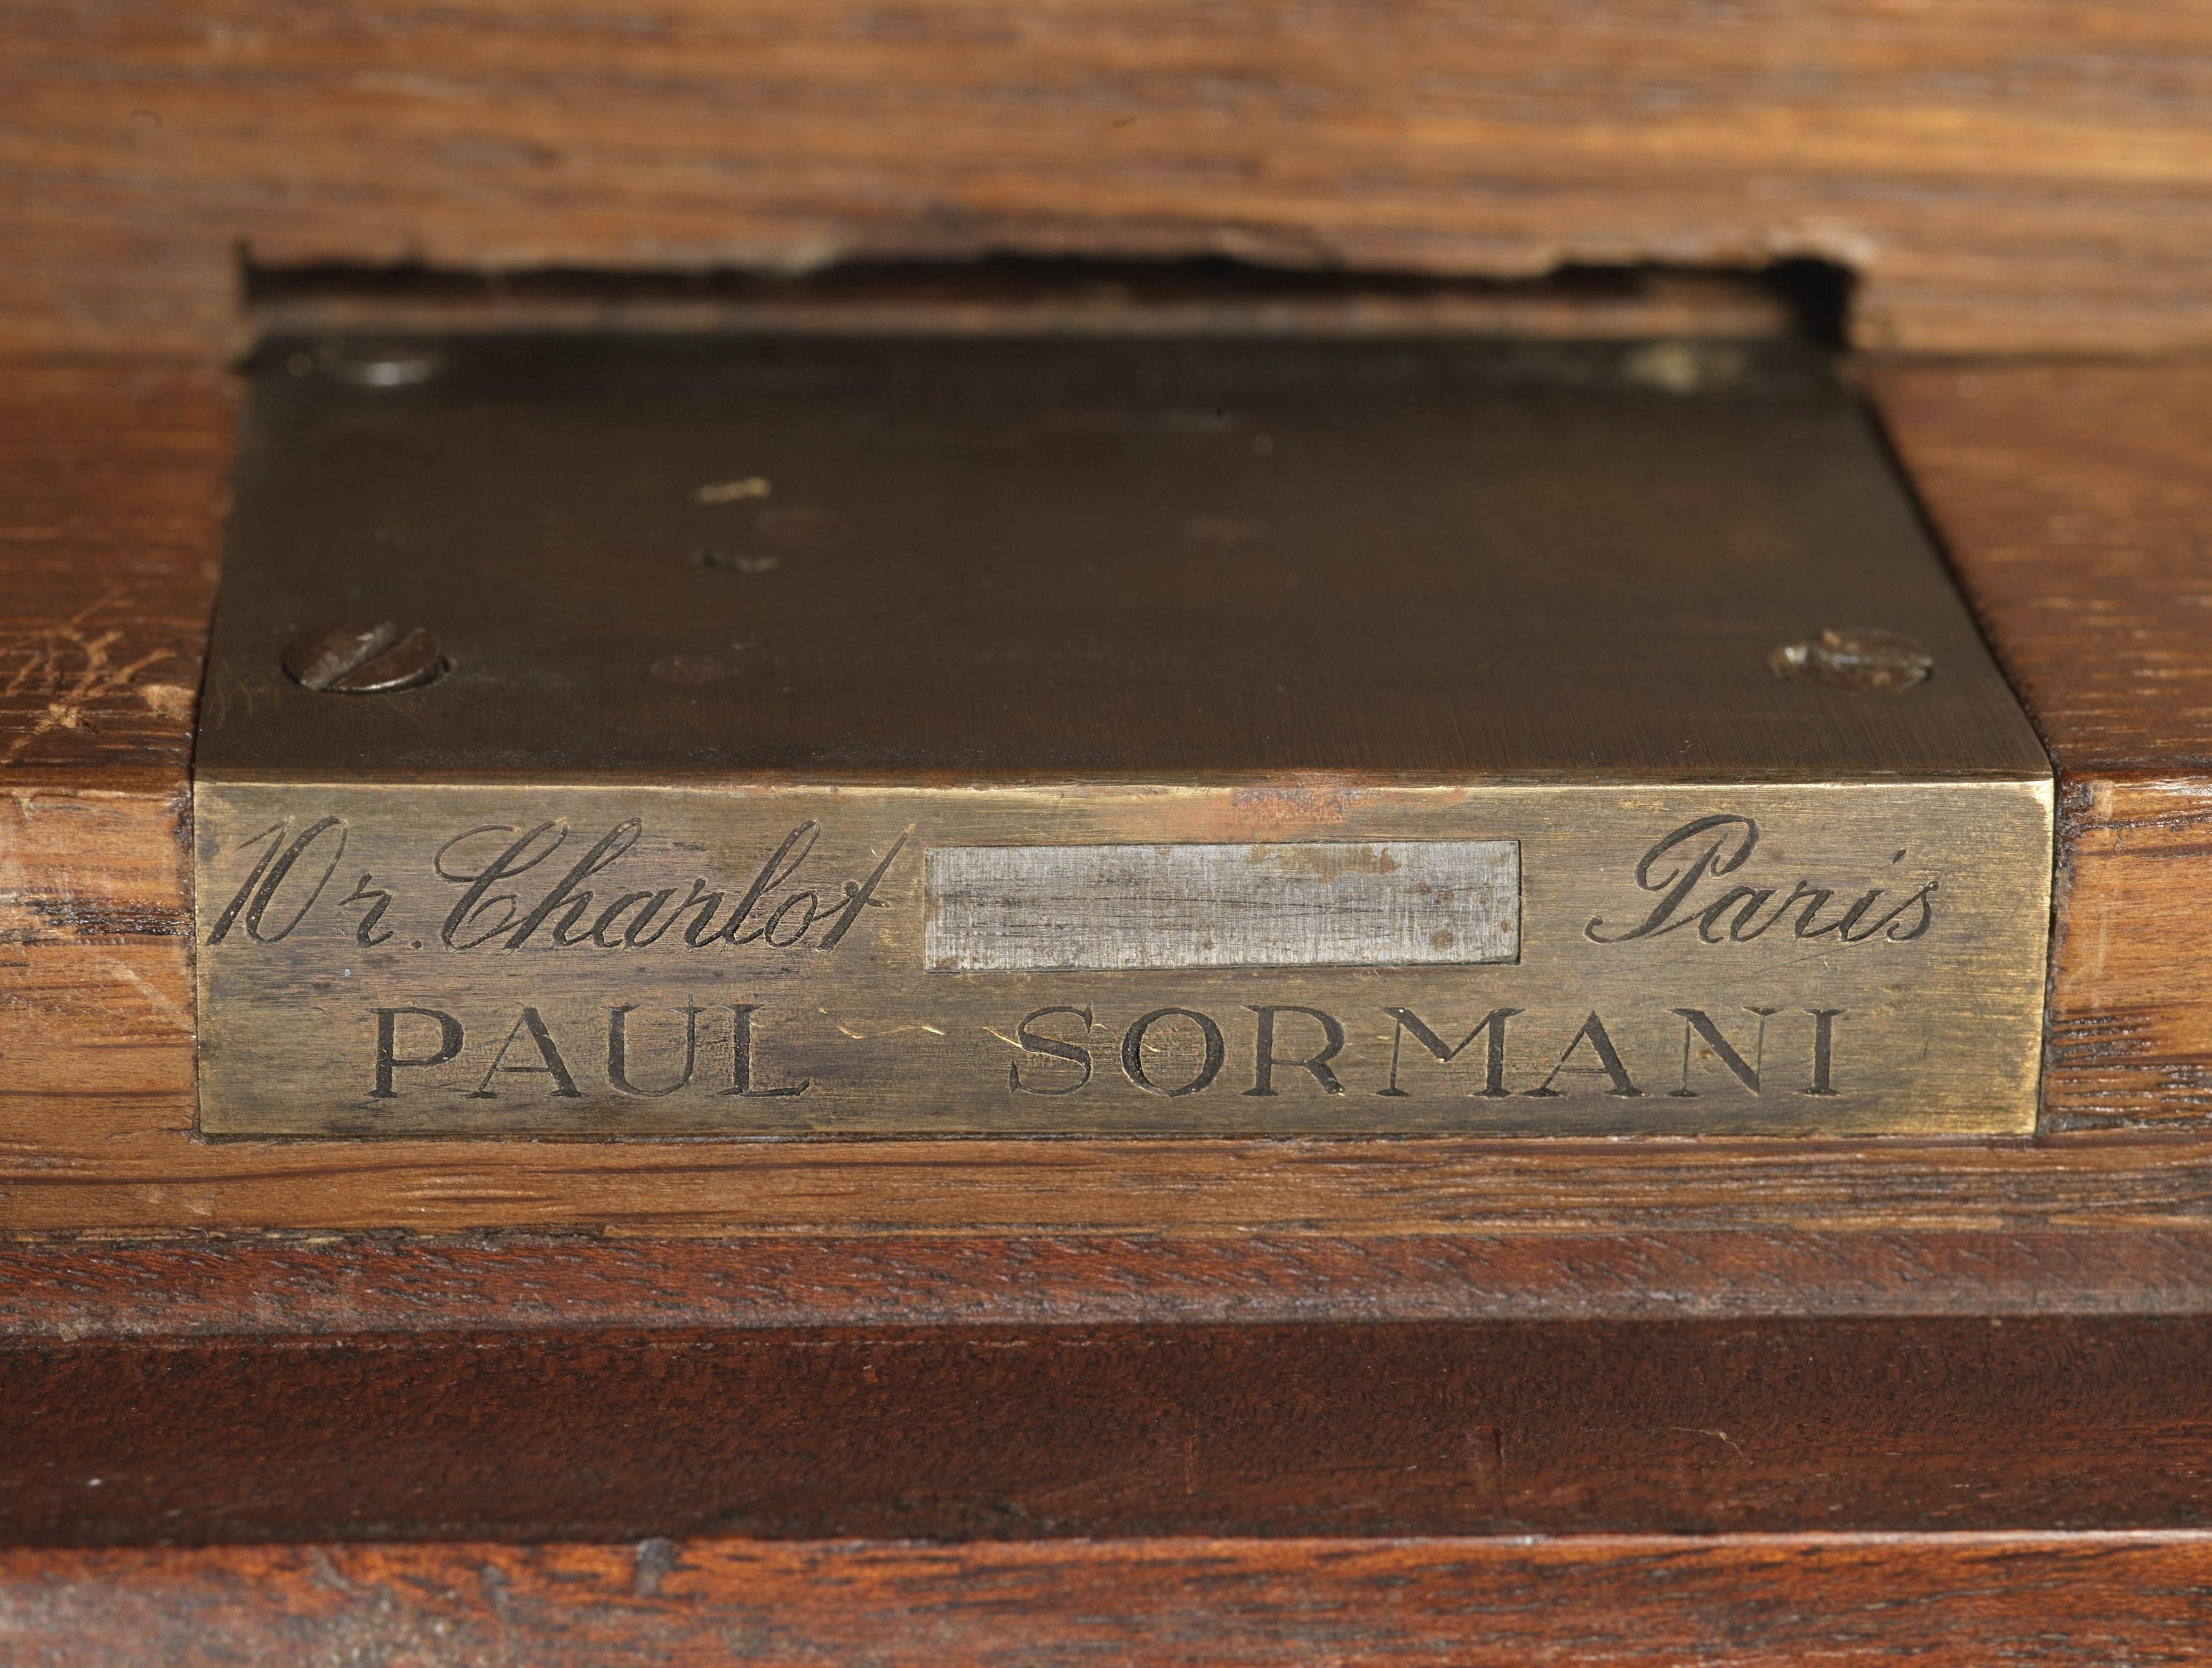 10 r. Charlot Paris
PAUL SORMANI